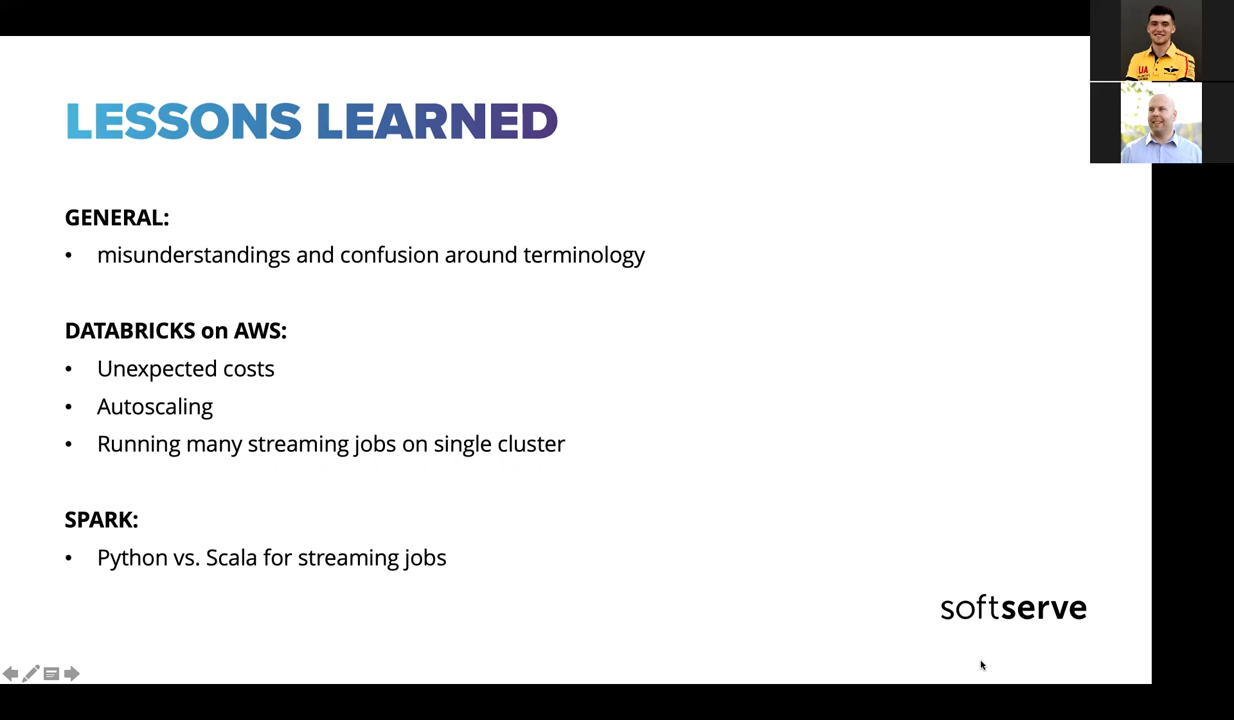 LESSONS LEARNED
GENERAL:
• misunderstandings and confusion around terminology
DATABRICKS on AWS:
• Unexpected costs
• Autoscaling
• Running many streaming jobs on single cluster
SPARK:
• Python vs. Scala for streaming jobs
softserve
UA